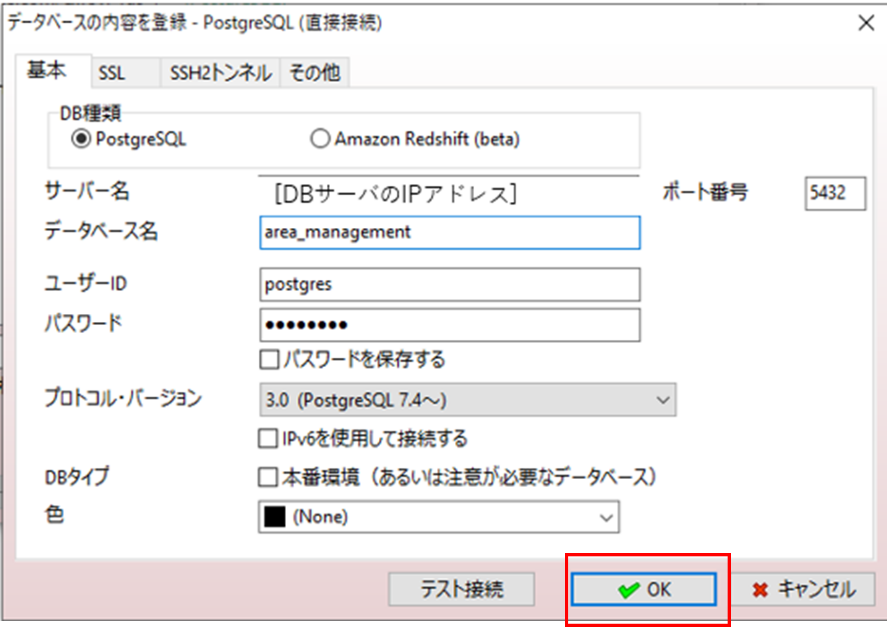 データベースの内容を登録 - PostgreSQL (直接接続)
基本 SSL SSH2トンネル その他
DB種類
PostgreSQL Amazon Redshift (beta)
サーバー名 [DBサーバのIPアドレス] ポート番号 5432
データベース名 area_management
ユーザーID postgres
パスワード ●●●●●●●●
パスワードを保存する
プロトコル・バージョン 3.0 (PostgreSQL 7.4～)
IPv6を使用して接続する
DBタイプ 本番環境（あるいは注意が必要なデータベース）
色 (None)
テスト接続 OK キャンセル